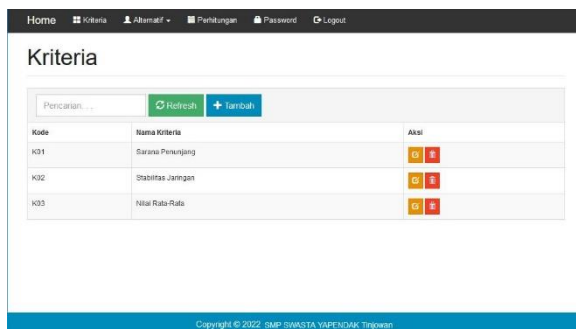 Home Kriteria Alternatif Perhitungan Password Logout
Kriteria
Pencarian. . . Refresh Tambah
Kode Nama Kriteria Aksi
K01 Sarana Penunjang
K02 Stabilitas Jaringan
K03 Nilai Rata-Rata
Copyright © 2022 SMP SWASTA YAPENDAK Tinjowan